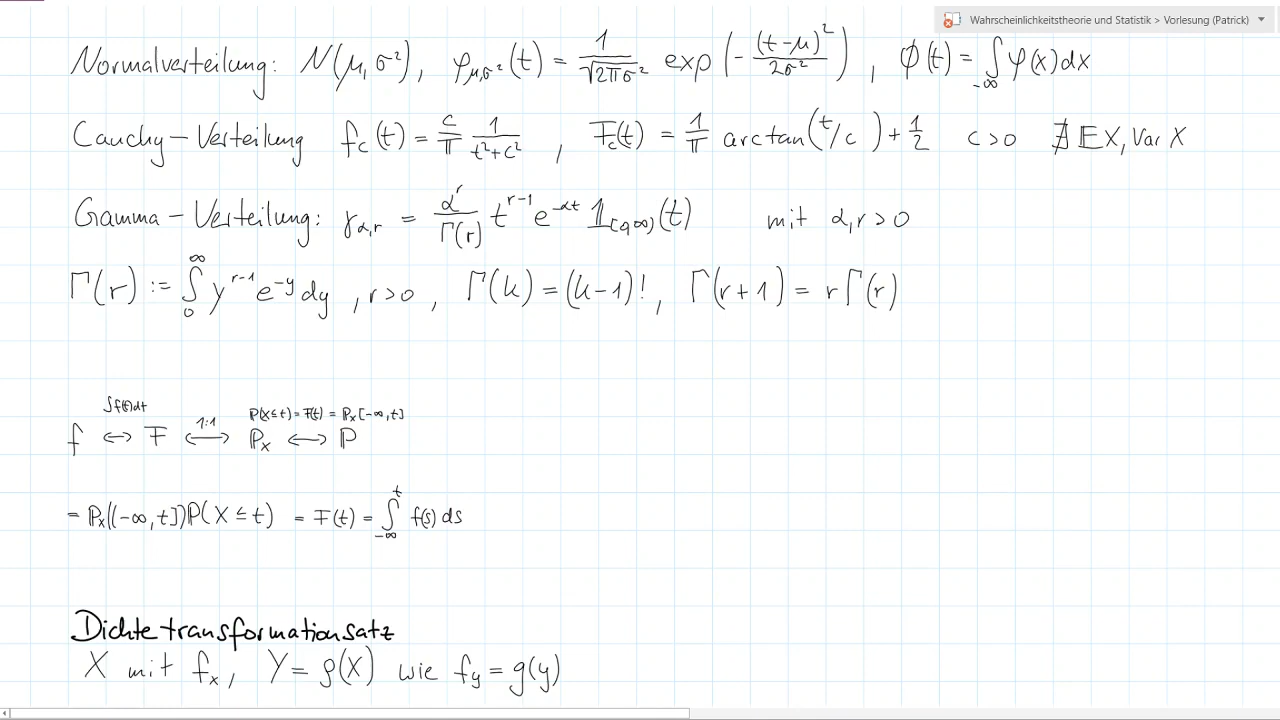 Wahrscheinlichkeitstheorie und Statistik > Vorlesung (Patrick)
Normalverteilung: N(μ,σ²), φ_{μ,σ²}(t) = 1/√(2πσ²) exp(-(t-μ)²/2σ²), ϕ(t) = ∫_{-∞} φ(x)dx
Cauchy-Verteilung f_c(t) = c/π 1/(t²+c²), F_c(t) = 1/π arctan(t/c) + 1/2 c>0 ∄ 𝔼X, Var X
Gamma-Verteilung: γ_{α,r} = α^r/Γ(r) t^{r-1} e^{-αt} 𝟙_{(0,∞)}(t) mit α,r>0
Γ(r) := ∫_0^∞ y^{r-1} e^{-y} dy, r>0, Γ(k) = (k-1)!, Γ(r+1) = rΓ(r)
∫f(t)dt 1:1 P(X≤t) = F(t) = P_X[-∞,t]
f ↔ F ⟷ ℙ_X ↔ ℙ
= ℙ_X((-∞,t])ℙ(X≤t) = F(t) = ∫_{-∞}^t f(s) ds
Dichtetransformationsatz
X mit f_X, Y = ρ(X) wie f_y = g(y)